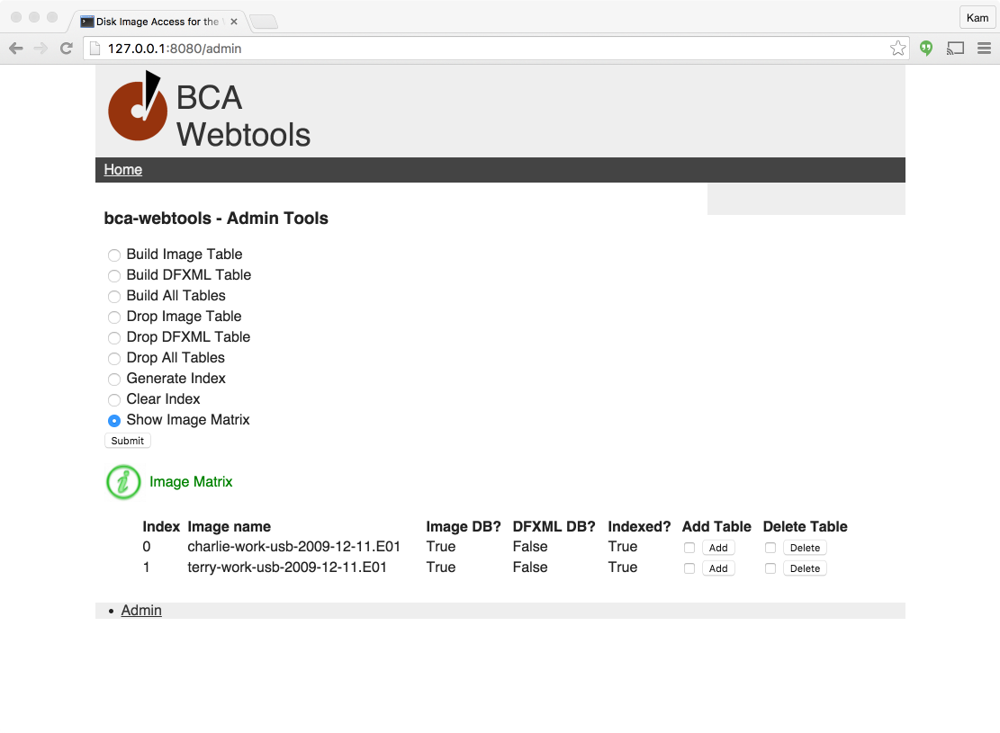 Disk Image Access for the
Kam
127.0.0.1:8080/admin
BCA
Webtools
Home
bca-webtools - Admin Tools
Build Image Table
Build DFXML Table
Build All Tables
Drop Image Table
Drop DFXML Table
Drop All Tables
Generate Index
Clear Index
Show Image Matrix
Submit
i Image Matrix
Index Image name Image DB? DFXML DB? Indexed? Add Table Delete Table
0 charlie-work-usb-2009-12-11.E01 True False True Add Delete
1 terry-work-usb-2009-12-11.E01 True False True Add Delete
• Admin